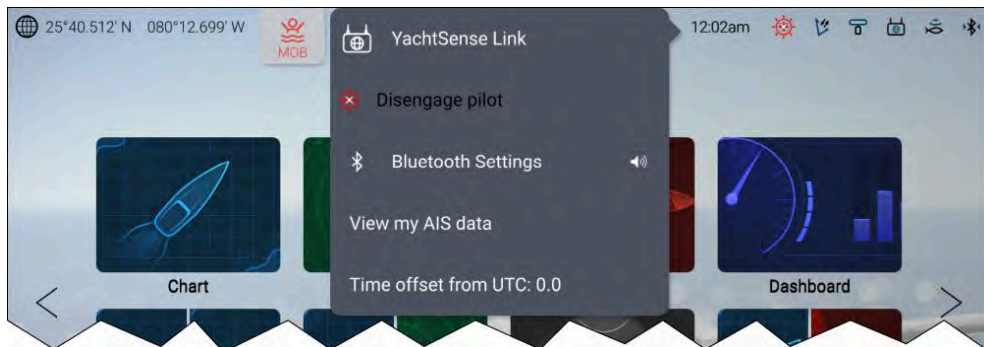 25°40.512' N 080°12.699' W
MOB
YachtSense Link
12:02am
Disengage pilot
Bluetooth Settings
View my AIS data
Time offset from UTC: 0.0
Chart
Dashboard